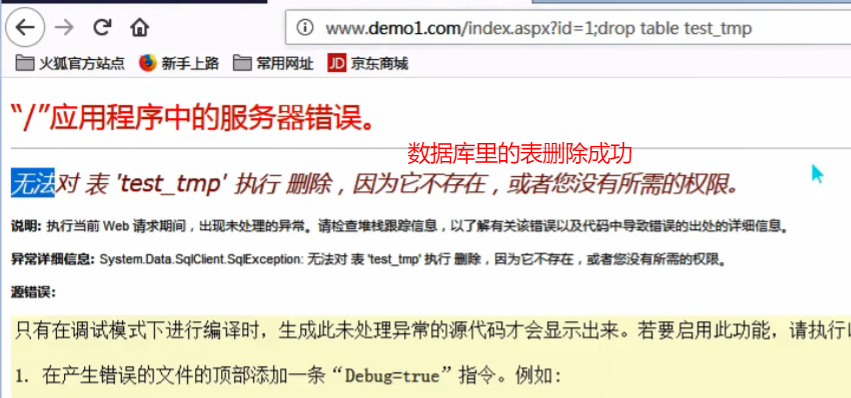 www.demo1.com/index.aspx?id=1;drop table test_tmp
火狐官方站点 新手上路 常用网址 JD 京东商城
“/”应用程序中的服务器错误。
数据库里的表删除成功
无法对 表 'test_tmp' 执行 删除，因为它不存在，或者您没有所需的权限。
说明: 执行当前 Web 请求期间，出现未处理的异常。请检查堆栈跟踪信息，以了解有关该错误以及代码中导致错误的出处的详细信息。
异常详细信息: System.Data.SqlClient.SqlException: 无法对 表 'test_tmp' 执行 删除，因为它不存在，或者您没有所需的权限。
源错误:
只有在调试模式下进行编译时，生成此未处理异常的源代码才会显示出来。若要启用此功能，请执行以
1. 在产生错误的文件的顶部添加一条“Debug=true”指令。例如: